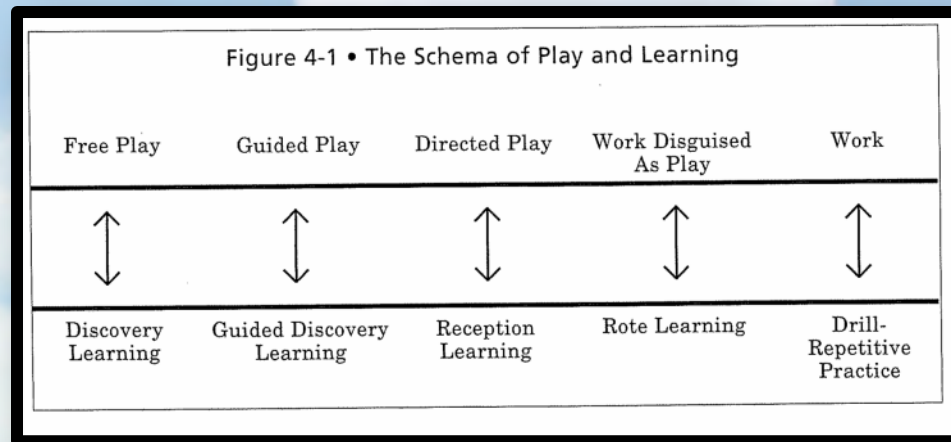 Figure 4-1 • The Schema of Play and Learning
Free Play
Guided Play
Directed Play
Work Disguised
As Play
Work
Discovery
Learning
Guided Discovery
Learning
Reception
Learning
Rote Learning
Drill-
Repetitive
Practice